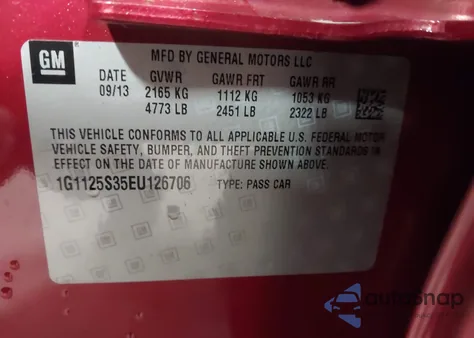 GM
MFD BY GENERAL MOTORS LLC
DATE GVWR GAWR FRT GAWR RR
09/13 2165 KG 1112 KG 1053 KG
4773 LB 2451 LB 2322 LB
THIS VEHICLE CONFORMS TO ALL APPLICABLE U.S. FEDERAL MOTOR
VEHICLE SAFETY, BUMPER, AND THEFT PREVENTION STANDARDS IN
EFFECT ON THE DATE OF MANUFACTURE SHOWN ABOVE.
1G1125S35EU126706 TYPE: PASS CAR
autosnap